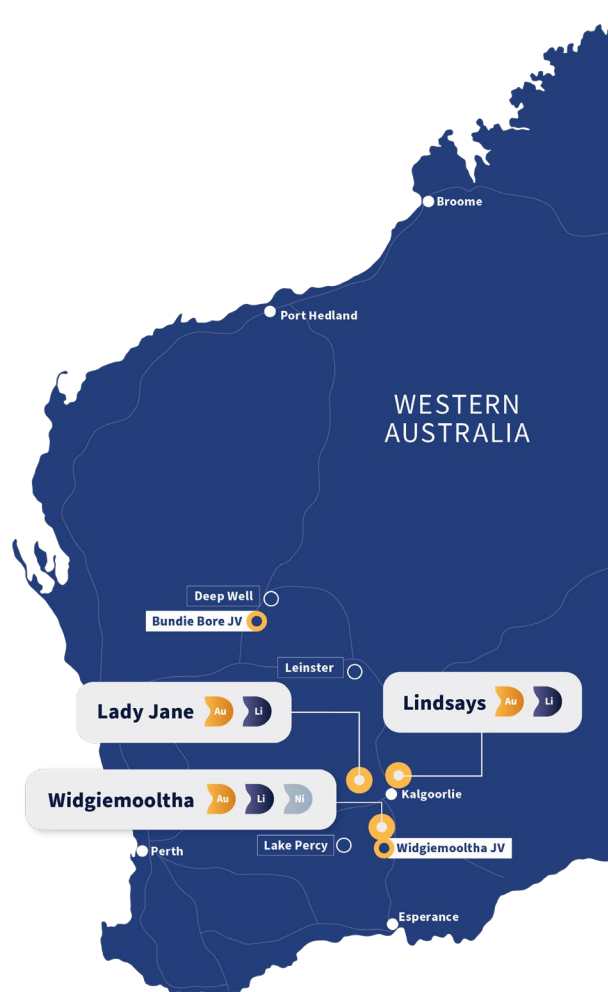 Broome
Port Hedland
WESTERN
AUSTRALIA
Deep Well
Bundie Bore JV
Leinster
Lady Jane Au Li
Lindsays Au Li
Kalgoorlie
Widgiemooltha Au Li Ni
Lake Percy
Widgiemooltha JV
Perth
Esperance